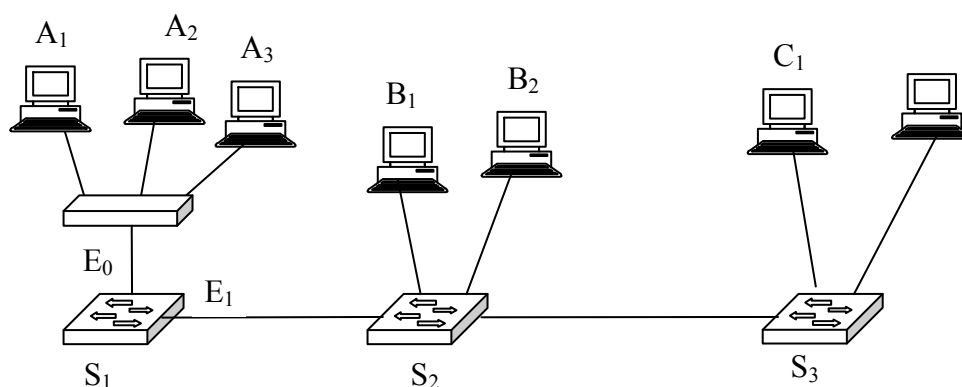 A₁
A₂
A₃
B₁
B₂
C₁
E₀
E₁
S₁
S₂
S₃